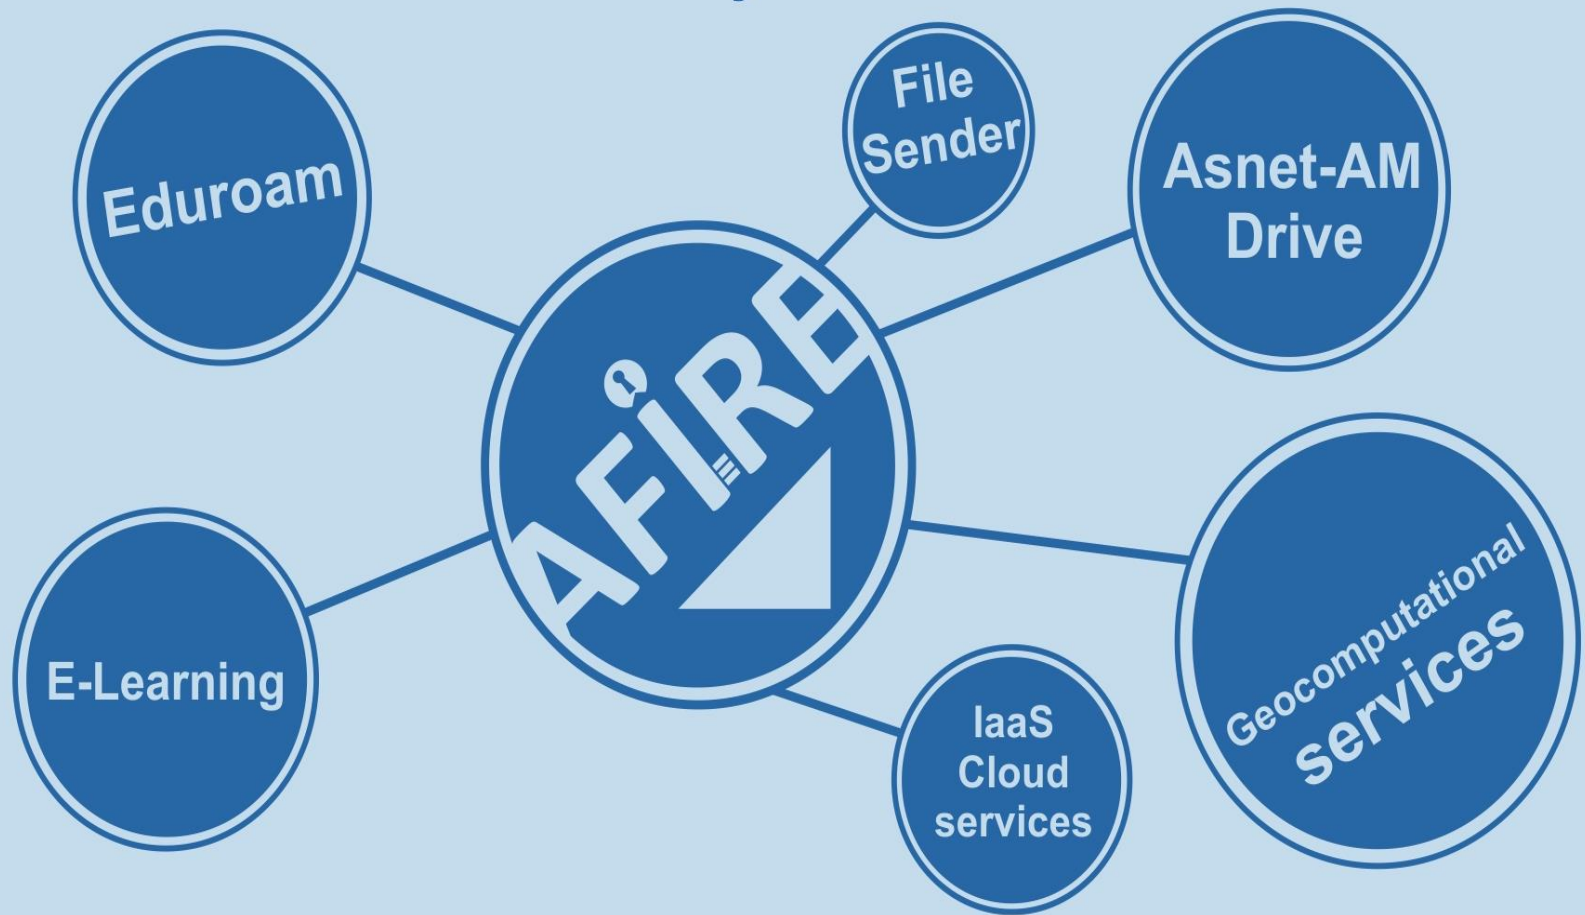 File
Sender
Eduroam
Asnet-AM
Drive
AFIRE
E-Learning
Geocomputational
services
IaaS
Cloud
services